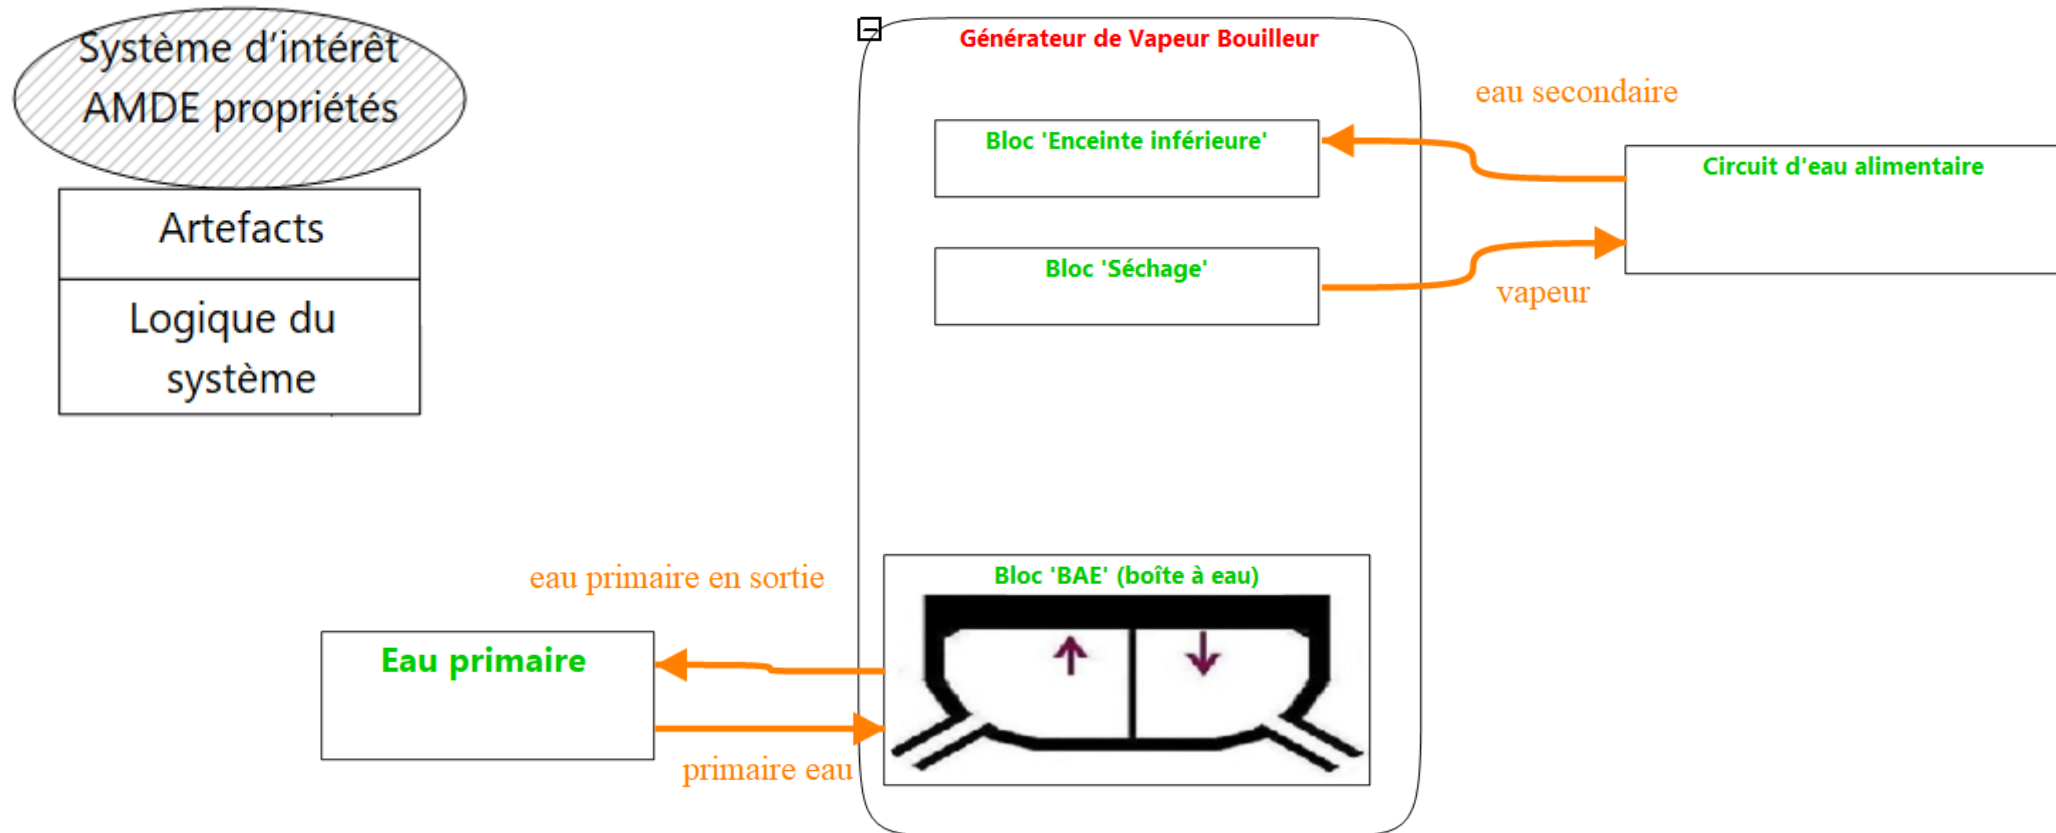 Système d’intérêt
AMDE propriétés
Artefacts
Logique du
système
Générateur de Vapeur Bouilleur
Bloc 'Enceinte inférieure'
Bloc 'Séchage'
eau secondaire
Circuit d'eau alimentaire
vapeur
eau primaire en sortie
Eau primaire
primaire eau
Bloc 'BAE' (boîte à eau)